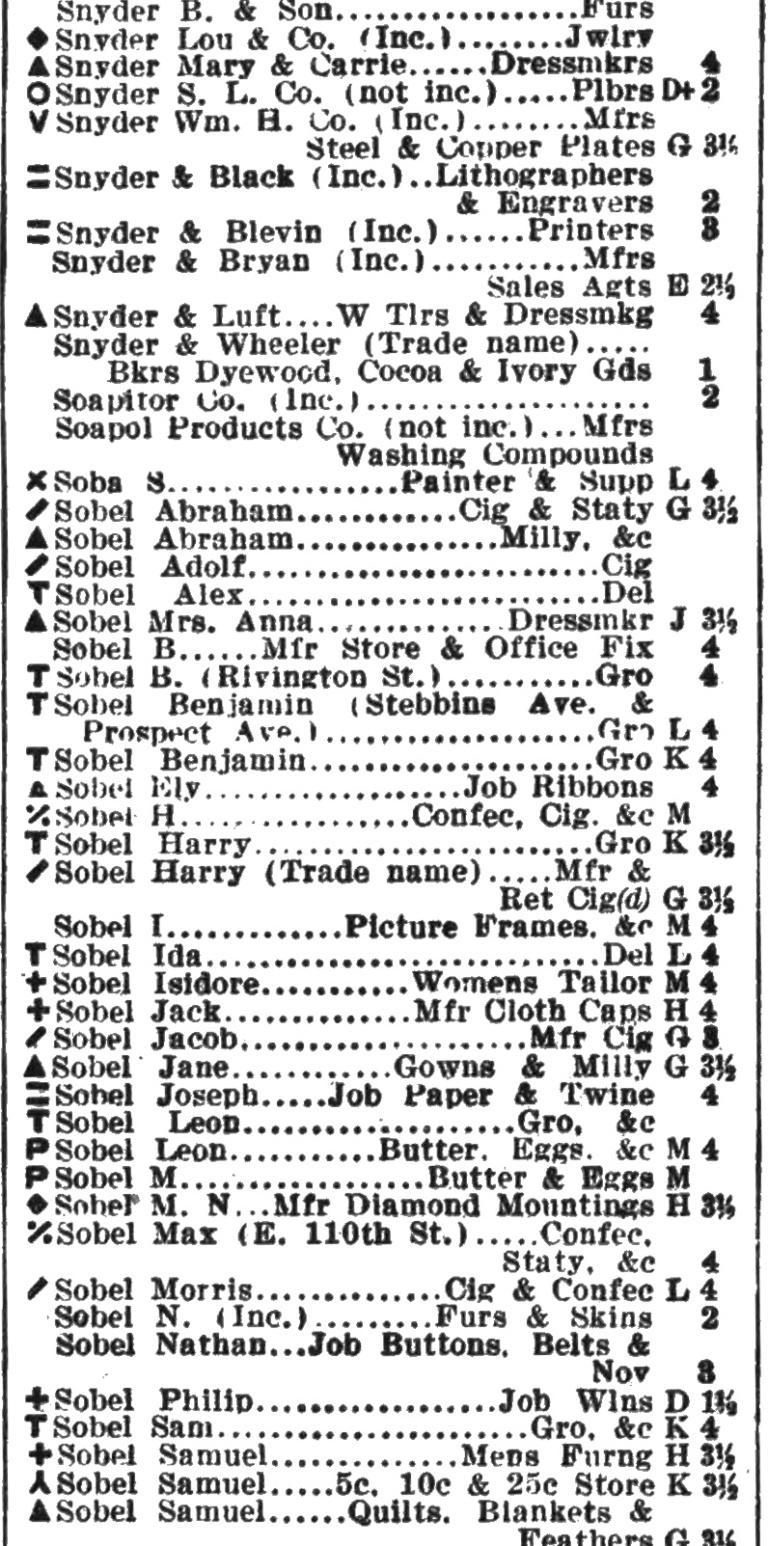 Snyder B. & Son..................Furs
◆Snyder Lou & Co. (Inc.)........Jwlry
▲Snyder Mary & Carrie......Dressmkrs 4
O Snyder S. L. Co. (not inc.).....Plbrs D+ 2
V Snyder Wm. H. Co. (Inc.)........Mfrs
Steel & Copper Plates G 3½
=Snyder & Black (Inc.)..Lithographers
& Engravers 2
=Snyder & Blevin (Inc.)......Printers 3
Snyder & Bryan (Inc.)...........Mfrs
Sales Agts E 2½
▲Snyder & Luft....W Tlrs & Dressmkg 4
Snyder & Wheeler (Trade name).....
Bkrs Dyewood, Cocoa & Ivory Gds 1
Soapitor Co. (Inc.)..................... 2
Soapol Products Co. (not inc.)...Mfrs
Washing Compounds
×Soba S.................Painter & Supp L 4
/Sobel Abraham............Cig & Staty G 3½
▲Sobel Abraham...............Milly, &c
/Sobel Adolf..........................Cig
T Sobel Alex..........................Del
▲Sobel Mrs. Anna..............Dressmkr J 3½
Sobel B......Mfr Store & Office Fix 4
T Sobel B. (Rivington St.)...........Gro 4
T Sobel Benjamin (Stebbins Ave. &
Prospect Ave.)....................Gro L 4
T Sobel Benjamin.....................Gro K 4
▲Sobel Ely...................Job Ribbons 4
⁒Sobel H.................Confec, Cig. &c M
T Sobel Harry.........................Gro K 3½
/Sobel Harry (Trade name).....Mfr &
Ret Cig(d) G 3½
Sobel I.............Picture Frames, &c M 4
T Sobel Ida............................Del L 4
+Sobel Isidore...........Womens Tailor M 4
+Sobel Jack..............Mfr Cloth Caps H 4
/Sobel Jacob.....................Mfr Cig G 3
▲Sobel Jane............Gowns & Milly G 3½
=Sobel Joseph.....Job Paper & Twine 4
T Sobel Leon....................Gro, &c
P Sobel Leon...........Butter, Eggs, &c M 4
P Sobel M..................Butter & Eggs M
◆Sobel M. N...Mfr Diamond Mountings H 3½
⁒Sobel Max (E. 110th St.).....Confec,
Staty, &c 4
/Sobel Morris...............Cig & Confec L 4
Sobel N. (Inc.).........Furs & Skins 2
Sobel Nathan...Job Buttons, Belts &
Nov 3
+Sobel Philip..................Job Wlns D 1½
T Sobel Sam.......................Gro, &c K 4
+Sobel Samuel..............Mens Furng H 3½
⅄Sobel Samuel.....5c, 10c & 25c Store K 3½
▲Sobel Samuel......Quilts, Blankets &
Feathers G 3½